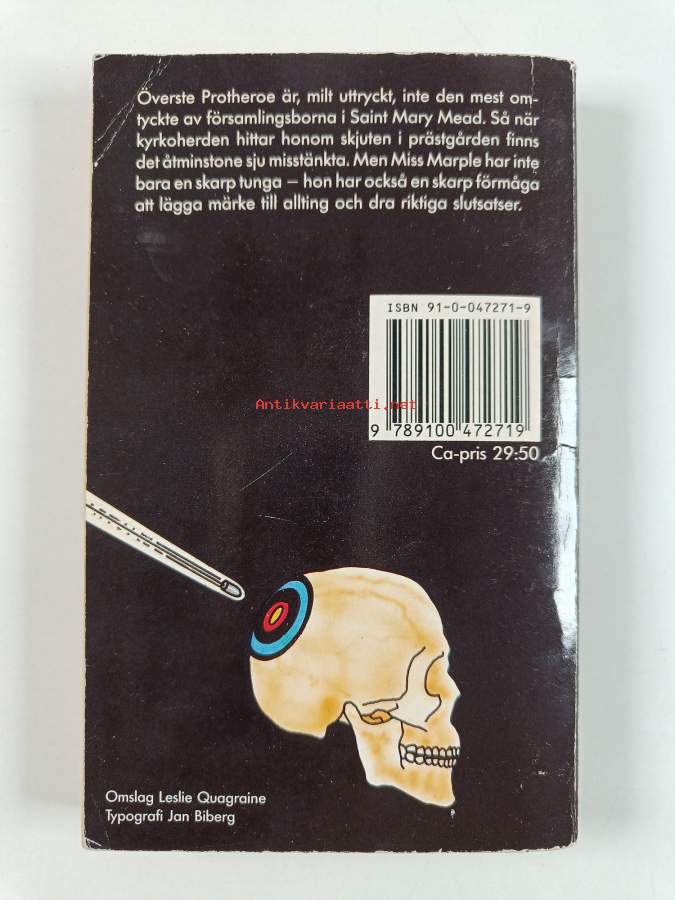 Överste Protheroe är, milt uttryckt, inte den mest om-
tyckte av församlingsborna i Saint Mary Mead. Så när
kyrkoherden hittar honom skjuten i prästgården finns
det åtminstone sju misstänkta. Men Miss Marple har inte
bara en skarp tunga – hon har också en skarp förmåga
att lägga märke till allting och dra riktiga slutsatser.
ISBN 91-0-047271-9
Antikvariaatti.net
9 789100 472719
Ca-pris 29:50
Omslag Leslie Quagraine
Typografi Jan Biberg